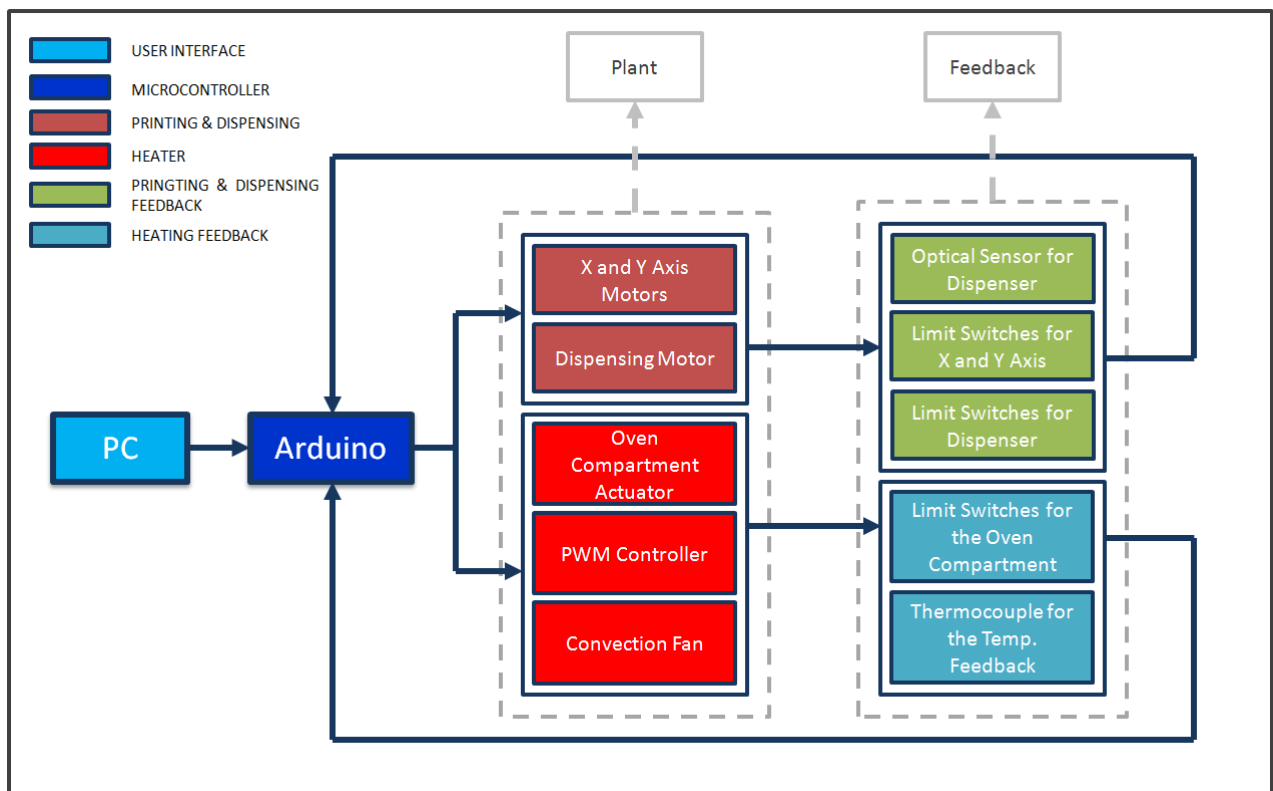 USER INTERFACE
MICROCONTROLLER
PRINTING & DISPENSING
HEATER
PRINGTING & DISPENSING
FEEDBACK
HEATING FEEDBACK
Plant
Feedback
X and Y Axis
Motors
Dispensing Motor
Oven
Compartment
Actuator
PWM Controller
Convection Fan
Optical Sensor for
Dispenser
Limit Switches for
X and Y Axis
Limit Switches for
Dispenser
Limit Switches for
the Oven
Compartment
Thermocouple for
the Temp.
Feedback
PC
Arduino